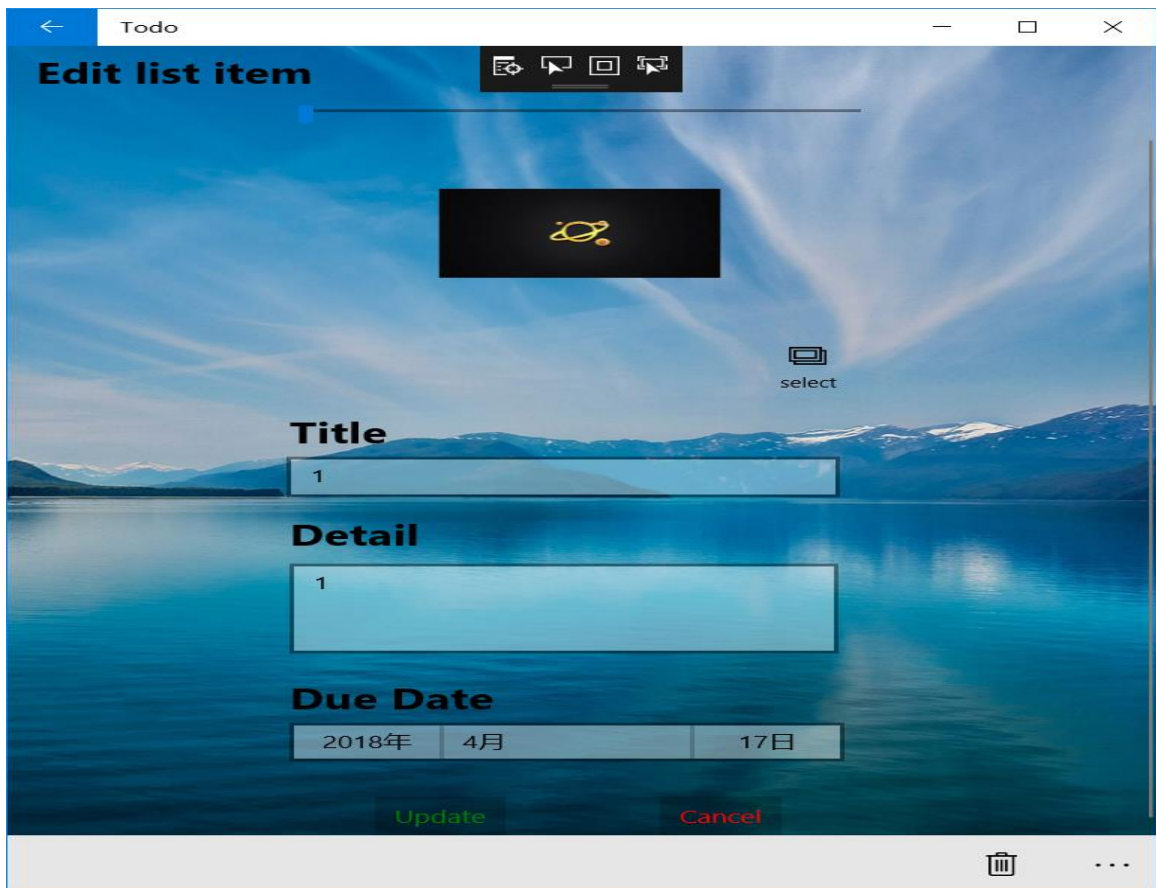 Todo
Edit list item
select
Title
1
Detail
1
Due Date
2018年 4月 17日
Update Cancel